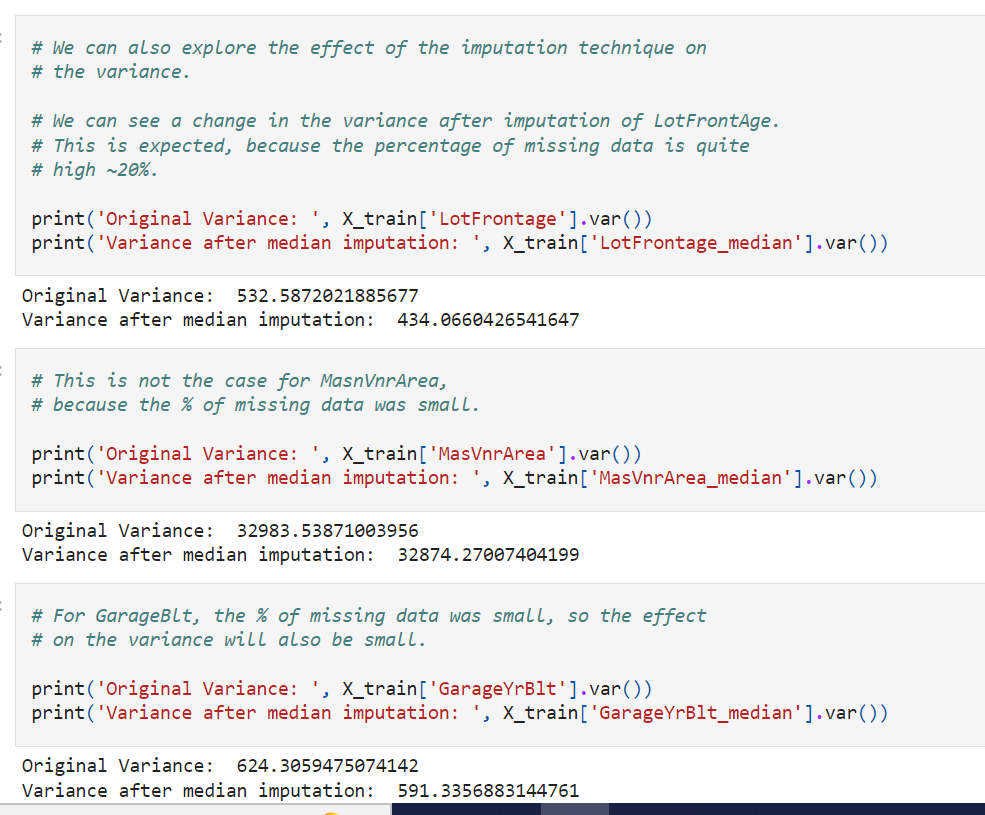 # We can also explore the effect of the imputation technique on
# the variance.
# We can see a change in the variance after imputation of LotFrontAge.
# This is expected, because the percentage of missing data is quite
# high ~20%.
print('Original Variance: ', X_train['LotFrontage'].var())
print('Variance after median imputation: ', X_train['LotFrontage_median'].var())
Original Variance:  532.5872021885677
Variance after median imputation:  434.0660426541647
# This is not the case for MasnVnrArea,
# because the % of missing data was small.
print('Original Variance: ', X_train['MasVnrArea'].var())
print('Variance after median imputation: ', X_train['MasVnrArea_median'].var())
Original Variance:  32983.53871003956
Variance after median imputation:  32874.27007404199
# For GarageBlt, the % of missing data was small, so the effect
# on the variance will also be small.
print('Original Variance: ', X_train['GarageYrBlt'].var())
print('Variance after median imputation: ', X_train['GarageYrBlt_median'].var())
Original Variance:  624.3059475074142
Variance after median imputation:  591.3356883144761